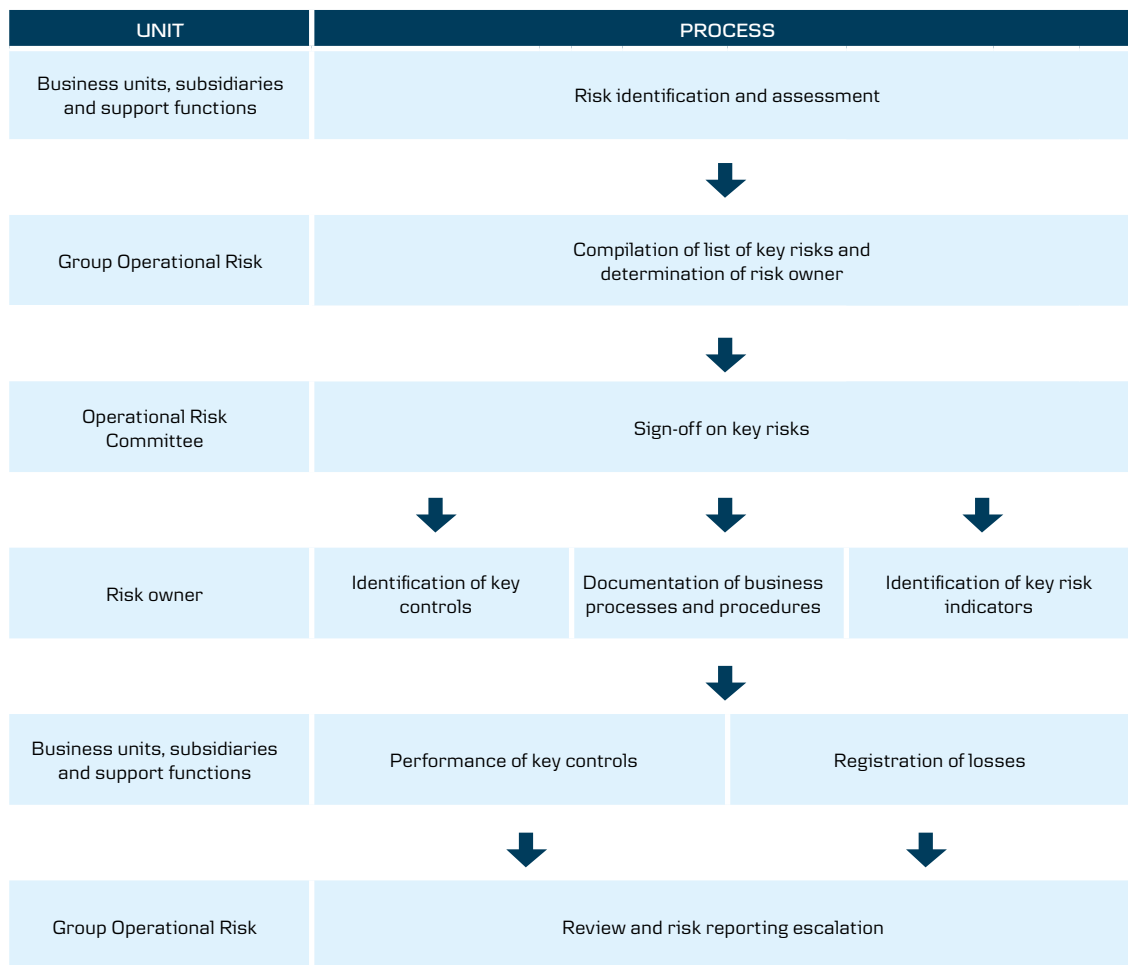 UNIT
PROCESS
Business units, subsidiaries
and support functions
Risk identification and assessment
Group Operational Risk
Compilation of list of key risks and
determination of risk owner
Operational Risk
Committee
Sign-off on key risks
Risk owner
Identification of key
controls
Documentation of business
processes and procedures
Identification of key risk
indicators
Business units, subsidiaries
and support functions
Performance of key controls
Registration of losses
Group Operational Risk
Review and risk reporting escalation